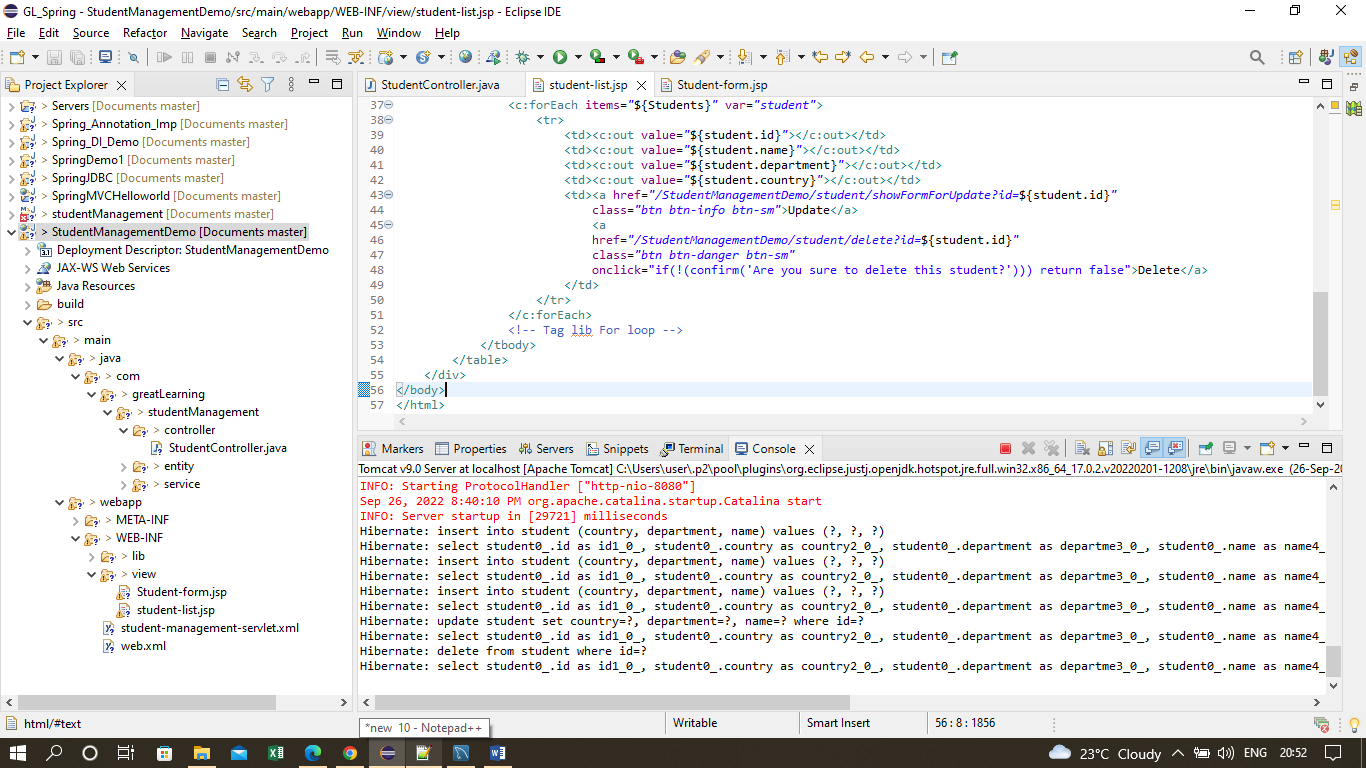 GL_Spring - StudentManagementDemo/src/main/webapp/WEB-INF/view/student-list.jsp - Eclipse IDE
File Edit Source Refactor Navigate Search Project Run Window Help
Project Explorer
> Servers [Documents master]
> Spring_Annotation_Imp [Documents master]
> Spring_DI_Demo [Documents master]
> SpringDemo1 [Documents master]
> SpringJDBC [Documents master]
> SpringMVCHelloworld [Documents master]
> studentManagement [Documents master]
> StudentManagementDemo [Documents master]
Deployment Descriptor: StudentManagementDemo
JAX-WS Web Services
Java Resources
build
> src
> main
> java
> com
> greatLearning
> studentManagement
> controller
StudentController.java
> entity
> service
> webapp
> META-INF
> WEB-INF
> lib
> view
Student-form.jsp
student-list.jsp
student-management-servlet.xml
web.xml
StudentController.java student-list.jsp Student-form.jsp
37 <c:forEach items="${Students}" var="student">
38 <tr>
39 <td><c:out value="${student.id}"></c:out></td>
40 <td><c:out value="${student.name}"></c:out></td>
41 <td><c:out value="${student.department}"></c:out></td>
42 <td><c:out value="${student.country}"></c:out></td>
43 <td><a href="/StudentManagementDemo/student/showFormForUpdate?id=${student.id}"
44 class="btn btn-info btn-sm">Update</a>
45 <a
46 href="/StudentManagementDemo/student/delete?id=${student.id}"
47 class="btn btn-danger btn-sm"
48 onclick="if(!(confirm('Are you sure to delete this student?'))) return false">Delete</a>
49 </td>
50 </tr>
51 </c:forEach>
52 <!-- Tag lib For loop -->
53 </tbody>
54 </table>
55 </div>
56 </body>
57 </html>
Markers Properties Servers Snippets Terminal Console
Tomcat v9.0 Server at localhost [Apache Tomcat] C:\Users\user\.p2\pool\plugins\org.eclipse.justj.openjdk.hotspot.jre.full.win32.x86_64_17.0.2.v20220201-1208\jre\bin\javaw.exe (26-Sep-20
INFO: Starting ProtocolHandler ["http-nio-8080"]
Sep 26, 2022 8:40:10 PM org.apache.catalina.startup.Catalina start
INFO: Server startup in [29721] milliseconds
Hibernate: insert into student (country, department, name) values (?, ?, ?)
Hibernate: select student0_.id as id1_0_, student0_.country as country2_0_, student0_.department as departme3_0_, student0_.name as name4_
Hibernate: insert into student (country, department, name) values (?, ?, ?)
Hibernate: select student0_.id as id1_0_, student0_.country as country2_0_, student0_.department as departme3_0_, student0_.name as name4_
Hibernate: insert into student (country, department, name) values (?, ?, ?)
Hibernate: select student0_.id as id1_0_, student0_.country as country2_0_, student0_.department as departme3_0_, student0_.name as name4_
Hibernate: update student set country=?, department=?, name=? where id=?
Hibernate: select student0_.id as id1_0_, student0_.country as country2_0_, student0_.department as departme3_0_, student0_.name as name4_
Hibernate: delete from student where id=?
Hibernate: select student0_.id as id1_0_, student0_.country as country2_0_, student0_.department as departme3_0_, student0_.name as name4_
html/#text
*new 10 - Notepad++
Writable Smart Insert 56 : 8 : 1856
23°C Cloudy ENG 20:52